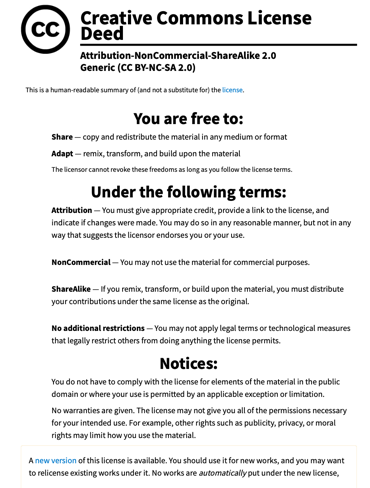 cc
Creative Commons License
Deed
Attribution-NonCommercial-ShareAlike 2.0
Generic (CC BY-NC-SA 2.0)
This is a human-readable summary of (and not a substitute for) the license.
You are free to:
Share — copy and redistribute the material in any medium or format
Adapt — remix, transform, and build upon the material
The licensor cannot revoke these freedoms as long as you follow the license terms.
Under the following terms:
Attribution — You must give appropriate credit, provide a link to the license, and
indicate if changes were made. You may do so in any reasonable manner, but not in any
way that suggests the licensor endorses you or your use.
NonCommercial — You may not use the material for commercial purposes.
ShareAlike — If you remix, transform, or build upon the material, you must distribute
your contributions under the same license as the original.
No additional restrictions — You may not apply legal terms or technological measures
that legally restrict others from doing anything the license permits.
Notices:
You do not have to comply with the license for elements of the material in the public
domain or where your use is permitted by an applicable exception or limitation.
No warranties are given. The license may not give you all of the permissions necessary
for your intended use. For example, other rights such as publicity, privacy, or moral
rights may limit how you use the material.
A new version of this license is available. You should use it for new works, and you may want
to relicense existing works under it. No works are automatically put under the new license,